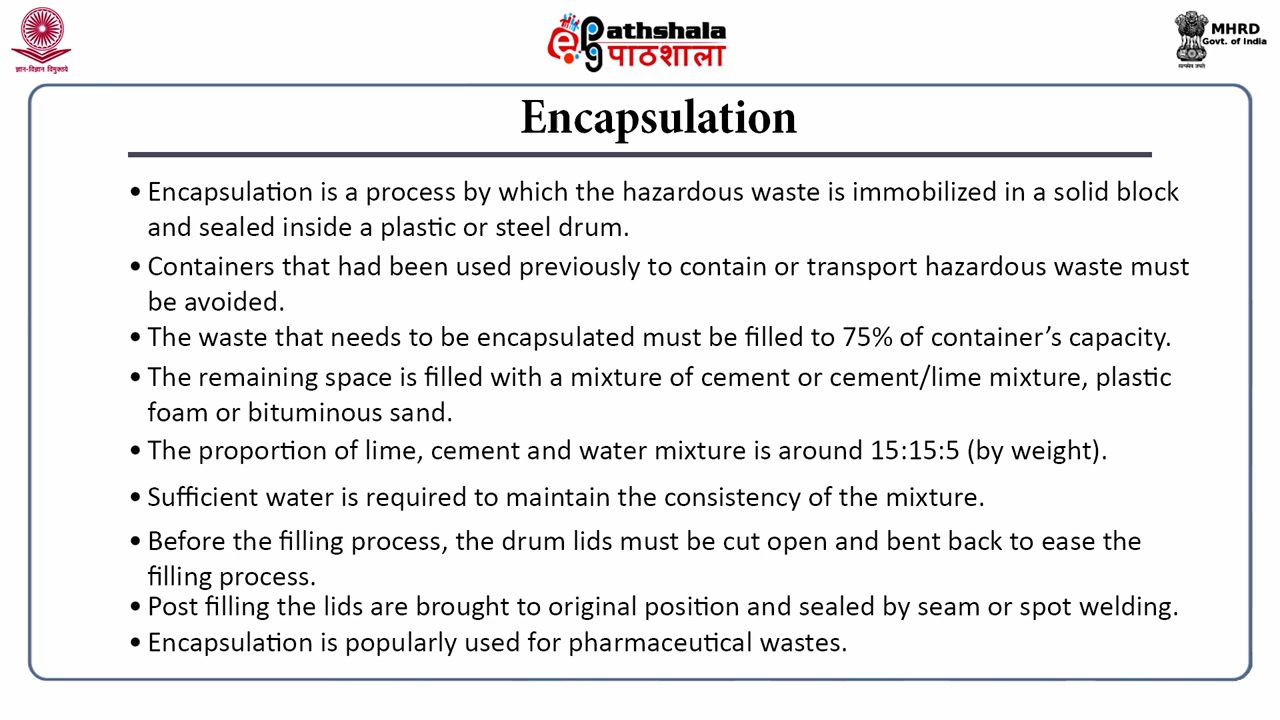 ज्ञान-विज्ञान विमुक्तये
ePG Pathshala
पाठशाला
MHRD
Govt. of India
सत्यमेव जयते
Encapsulation
• Encapsulation is a process by which the hazardous waste is immobilized in a solid block
and sealed inside a plastic or steel drum.
• Containers that had been used previously to contain or transport hazardous waste must
be avoided.
• The waste that needs to be encapsulated must be filled to 75% of container’s capacity.
• The remaining space is filled with a mixture of cement or cement/lime mixture, plastic
foam or bituminous sand.
• The proportion of lime, cement and water mixture is around 15:15:5 (by weight).
• Sufficient water is required to maintain the consistency of the mixture.
• Before the filling process, the drum lids must be cut open and bent back to ease the
filling process.
• Post filling the lids are brought to original position and sealed by seam or spot welding.
• Encapsulation is popularly used for pharmaceutical wastes.